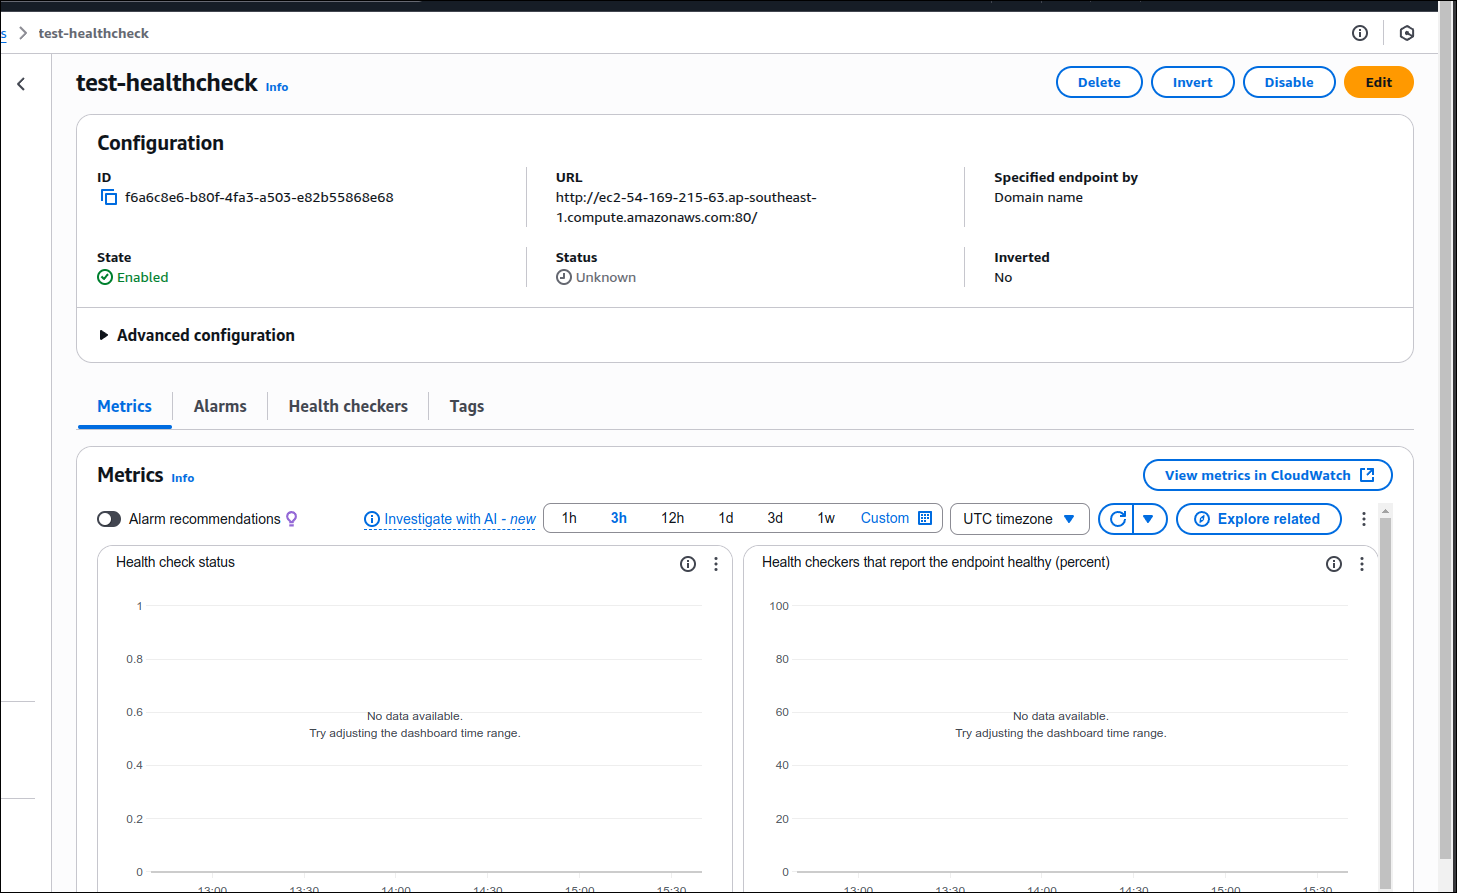 s > test-healthcheck
test-healthcheck Info
Delete
Invert
Disable
Edit
Configuration
ID
f6a6c8e6-b80f-4fa3-a503-e82b55868e68
URL
http://ec2-54-169-215-63.ap-southeast-
1.compute.amazonaws.com:80/
Specified endpoint by
Domain name
State
Enabled
Status
Unknown
Inverted
No
Advanced configuration
Metrics
Alarms
Health checkers
Tags
Metrics Info
View metrics in CloudWatch
Alarm recommendations
Investigate with AI - new
1h 3h 12h 1d 3d 1w Custom
UTC timezone
Explore related
Health check status
1
0.8
0.6
0.4
0.2
0
No data available.
Try adjusting the dashboard time range.
13:00 13:30 14:00 14:30 15:00 15:30
Health checkers that report the endpoint healthy (percent)
100
80
60
40
20
0
No data available.
Try adjusting the dashboard time range.
13:00 13:30 14:00 14:30 15:00 15:30